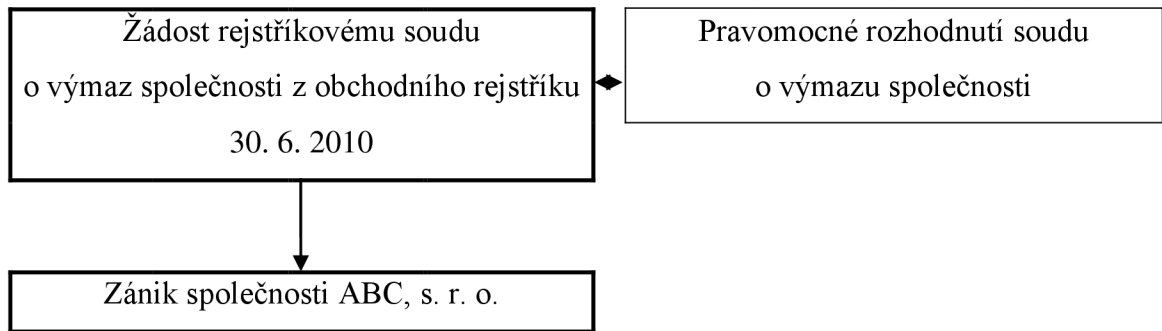 Žádost rejstříkovému soudu
o výmaz společnosti z obchodního rejstříku
30. 6. 2010
Pravomocné rozhodnutí soudu
o výmazu společnosti
Zánik společnosti ABC, s. r. o.